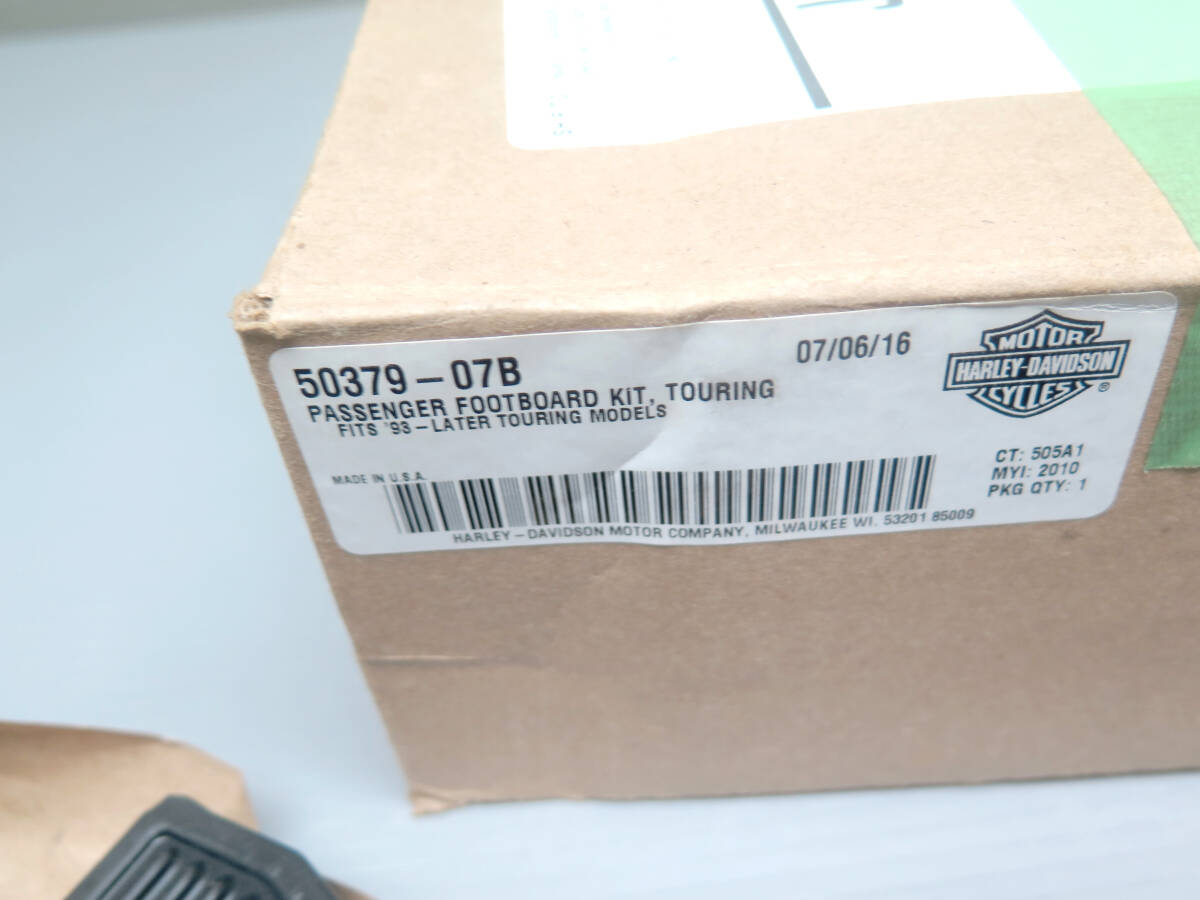 50379-07B
07/06/16
PASSENGER FOOTBOARD KIT, TOURING
FITS '93-LATER TOURING MODELS
MOTOR
HARLEY-DAVIDSON
CYCLES
®
CT: 505A1
MYI: 2010
PKG QTY: 1
MADE IN U.S.A.
HARLEY-DAVIDSON MOTOR COMPANY, MILWAUKEE WI. 53201 85009